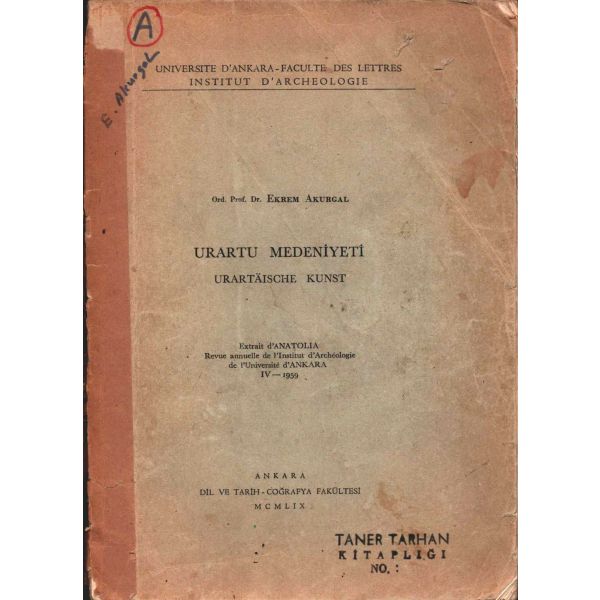 A
E. Akurgal
UNIVERSITE D'ANKARA-FACULTE DES LETTRES
INSTITUT D'ARCHEOLOGIE
Ord. Prof. Dr. EKREM AKURGAL
URARTU MEDENİYETİ
URARTÄISCHE KUNST
Extrait d'ANATOLIA
Revue annuelle de l'Institut d'Archéologie
de l'Université d'ANKARA
IV — 1959
ANKARA
DİL VE TARİH - COĞRAFYA FAKÜLTESİ
MCMLIX
TANER TARHAN
KİTAPLIĞI
NO. :